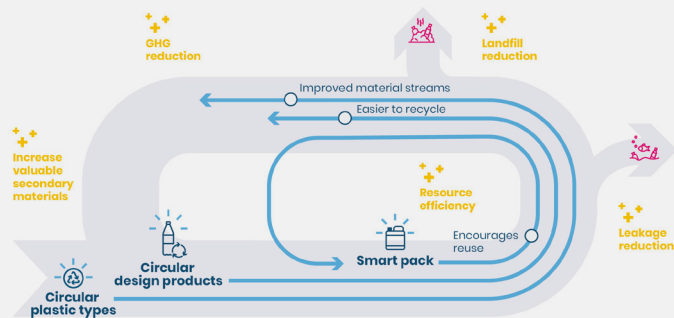 GHG
reduction
Landfill
reduction
Improved material streams
Easier to recycle
Increase
valuable
secondary
materials
Resource
efficiency
Leakage
reduction
Encourages
reuse
Smart pack
Circular
design products
Circular
plastic types